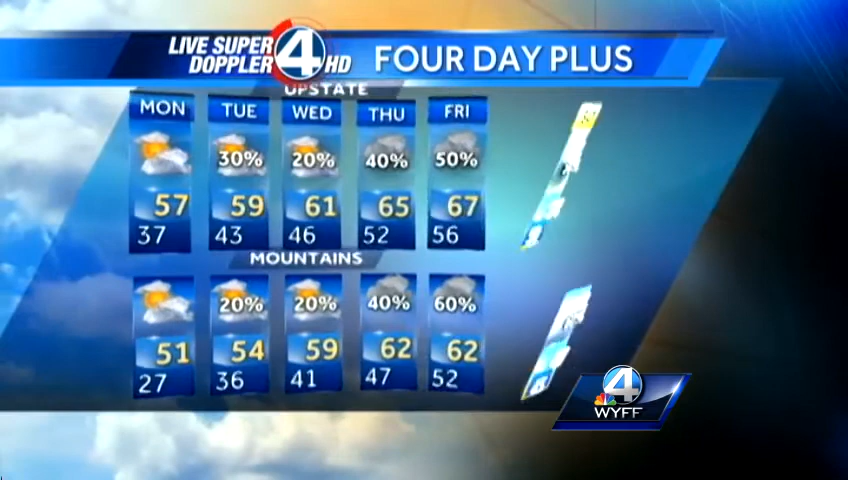 LIVE SUPER DOPPLER 4 HD
FOUR DAY PLUS
UPSTATE
MON TUE WED THU FRI
30% 20% 40% 50%
57 59 61 65 67
37 43 46 52 56
MOUNTAINS
20% 20% 40% 60%
51 54 59 62 62
27 36 41 47 52
4
WYFF